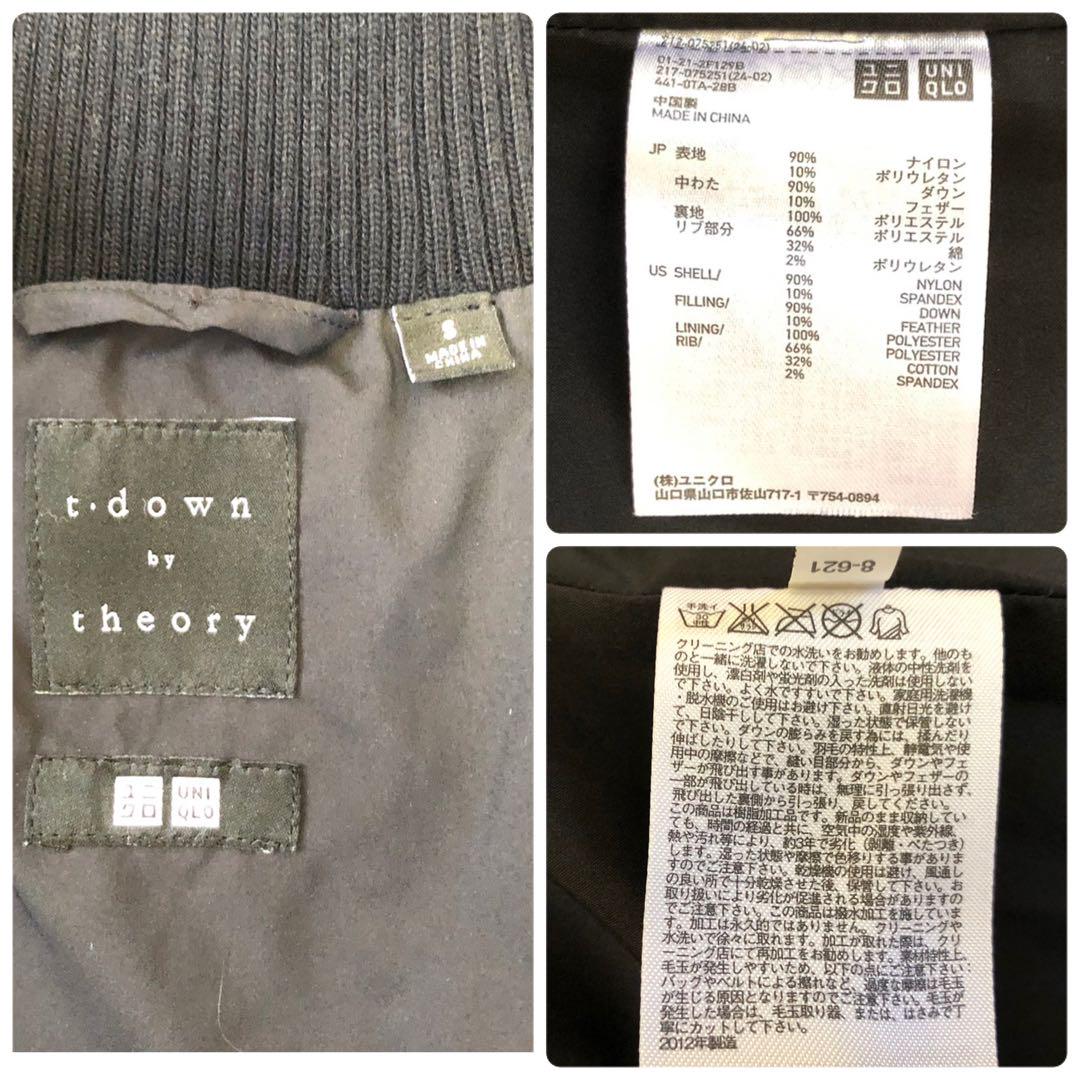 S
MADE IN
CHINA
t.down
by
theory
ユニ
クロ
UNI
QLO
212-075251(24-02)
01-21-2F129B
217-075251(24-02)
441-0TA-28B
ユニ
クロ
UNI
QLO
中国製
MADE IN CHINA
JP 表地 90% ナイロン
10% ポリウレタン
中わた 90% ダウン
10% フェザー
裏地 100% ポリエステル
リブ部分 66% ポリエステル
32% 綿
2% ポリウレタン
US SHELL/ 90% NYLON
10% SPANDEX
FILLING/ 90% DOWN
10% FEATHER
LINING/ 100% POLYESTER
RIB/ 66% POLYESTER
32% COTTON
2% SPANDEX
(株)ユニクロ
山口県山口市佐山717-1 〒754-0894
8-621
手洗イ
30
中性
クリーニング店での水洗いをお勧めします。他のも
のと一緒に洗濯しないで下さい。液体の中性洗剤を
使用し、漂白剤や蛍光剤の入った洗剤は使用しない
で下さい。よく水ですすいで下さい。家庭用洗濯機
・脱水機のご使用はお避け下さい。直射日光を避け
て、日陰干しして下さい。湿った状態で保管しない
で下さい。ダウンの膨らみを戻す為には、揉んだり
伸ばしたりして下さい。羽毛の特性上、静電気や使
用中の摩擦などで、縫い目部分から、ダウンやフェ
ザーが飛び出す事があります。ダウンやフェザーの
一部が飛び出している時は、無理に引っ張り出さず、
飛び出した裏側から引っ張り、戻してください。
この商品は樹脂加工品です。新品のまま収納してい
ても、時間の経過と共に、空気中の湿度や紫外線、
熱や汚れ等により、約3年で劣化(剥離・べたつき)
します。湿った状態や摩擦で色移りする事がありま
すのでご注意下さい。乾燥機の使用は避け、風通し
の良い所で十分乾燥させた後、保管して下さい。お
取り扱いにより劣化が促進される場合がありますの
でご注意下さい。この商品は撥水加工を施していま
す。加工は永久的ではありません。クリーニングや
水洗いで徐々に取れます。加工が取れた際は、クリ
ーニング店にて再加工をお勧めします。素材特性上、
毛玉が発生しやすいため、以下の点にご注意下さい:
バッグやベルトによる擦れなど、過度な摩擦は毛玉
が生じる原因となりますのでご注意下さい。毛玉が
発生した場合は、毛玉取り器、または、はさみで丁
寧にカットして下さい。
2012年製造